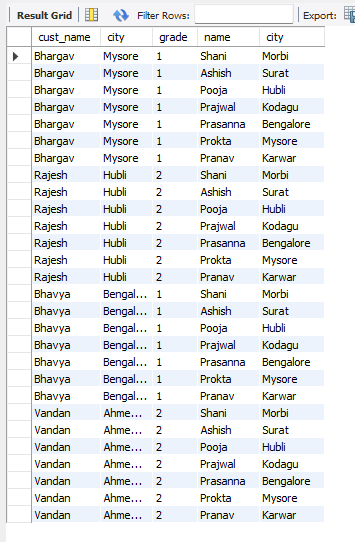 Result Grid Filter Rows: Export:
cust_name city grade name city
Bhargav Mysore 1 Shani Morbi
Bhargav Mysore 1 Ashish Surat
Bhargav Mysore 1 Pooja Hubli
Bhargav Mysore 1 Prajwal Kodagu
Bhargav Mysore 1 Prasanna Bengalore
Bhargav Mysore 1 Prokta Mysore
Bhargav Mysore 1 Pranav Karwar
Rajesh Hubli 2 Shani Morbi
Rajesh Hubli 2 Ashish Surat
Rajesh Hubli 2 Pooja Hubli
Rajesh Hubli 2 Prajwal Kodagu
Rajesh Hubli 2 Prasanna Bengalore
Rajesh Hubli 2 Prokta Mysore
Rajesh Hubli 2 Pranav Karwar
Bhavya Bengal... 1 Shani Morbi
Bhavya Bengal... 1 Ashish Surat
Bhavya Bengal... 1 Pooja Hubli
Bhavya Bengal... 1 Prajwal Kodagu
Bhavya Bengal... 1 Prasanna Bengalore
Bhavya Bengal... 1 Prokta Mysore
Bhavya Bengal... 1 Pranav Karwar
Vandan Ahme... 2 Shani Morbi
Vandan Ahme... 2 Ashish Surat
Vandan Ahme... 2 Pooja Hubli
Vandan Ahme... 2 Prajwal Kodagu
Vandan Ahme... 2 Prasanna Bengalore
Vandan Ahme... 2 Prokta Mysore
Vandan Ahme... 2 Pranav Karwar